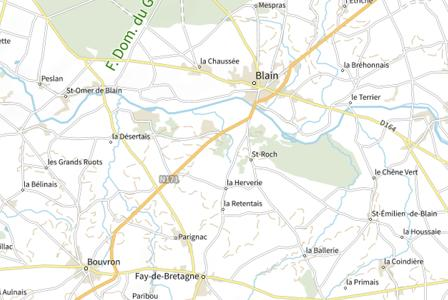 Mespras
l'Etriche
F. Dom. du G
la Chaussée
la Bréhonnais
Blain
Peslan
St-Omer de Blain
le Terrier
D164
la Désertais
les Grands Ruots
St-Roch
la Bélinais
N171
la Herverie
le Chêne Vert
la Retentais
St-Émilien-de-Blain
Parignac
la Houssaie
la Ballerie
Bouvron
la Coindière
Fay-de-Bretagne
la Primais
Aulnais
Paribou